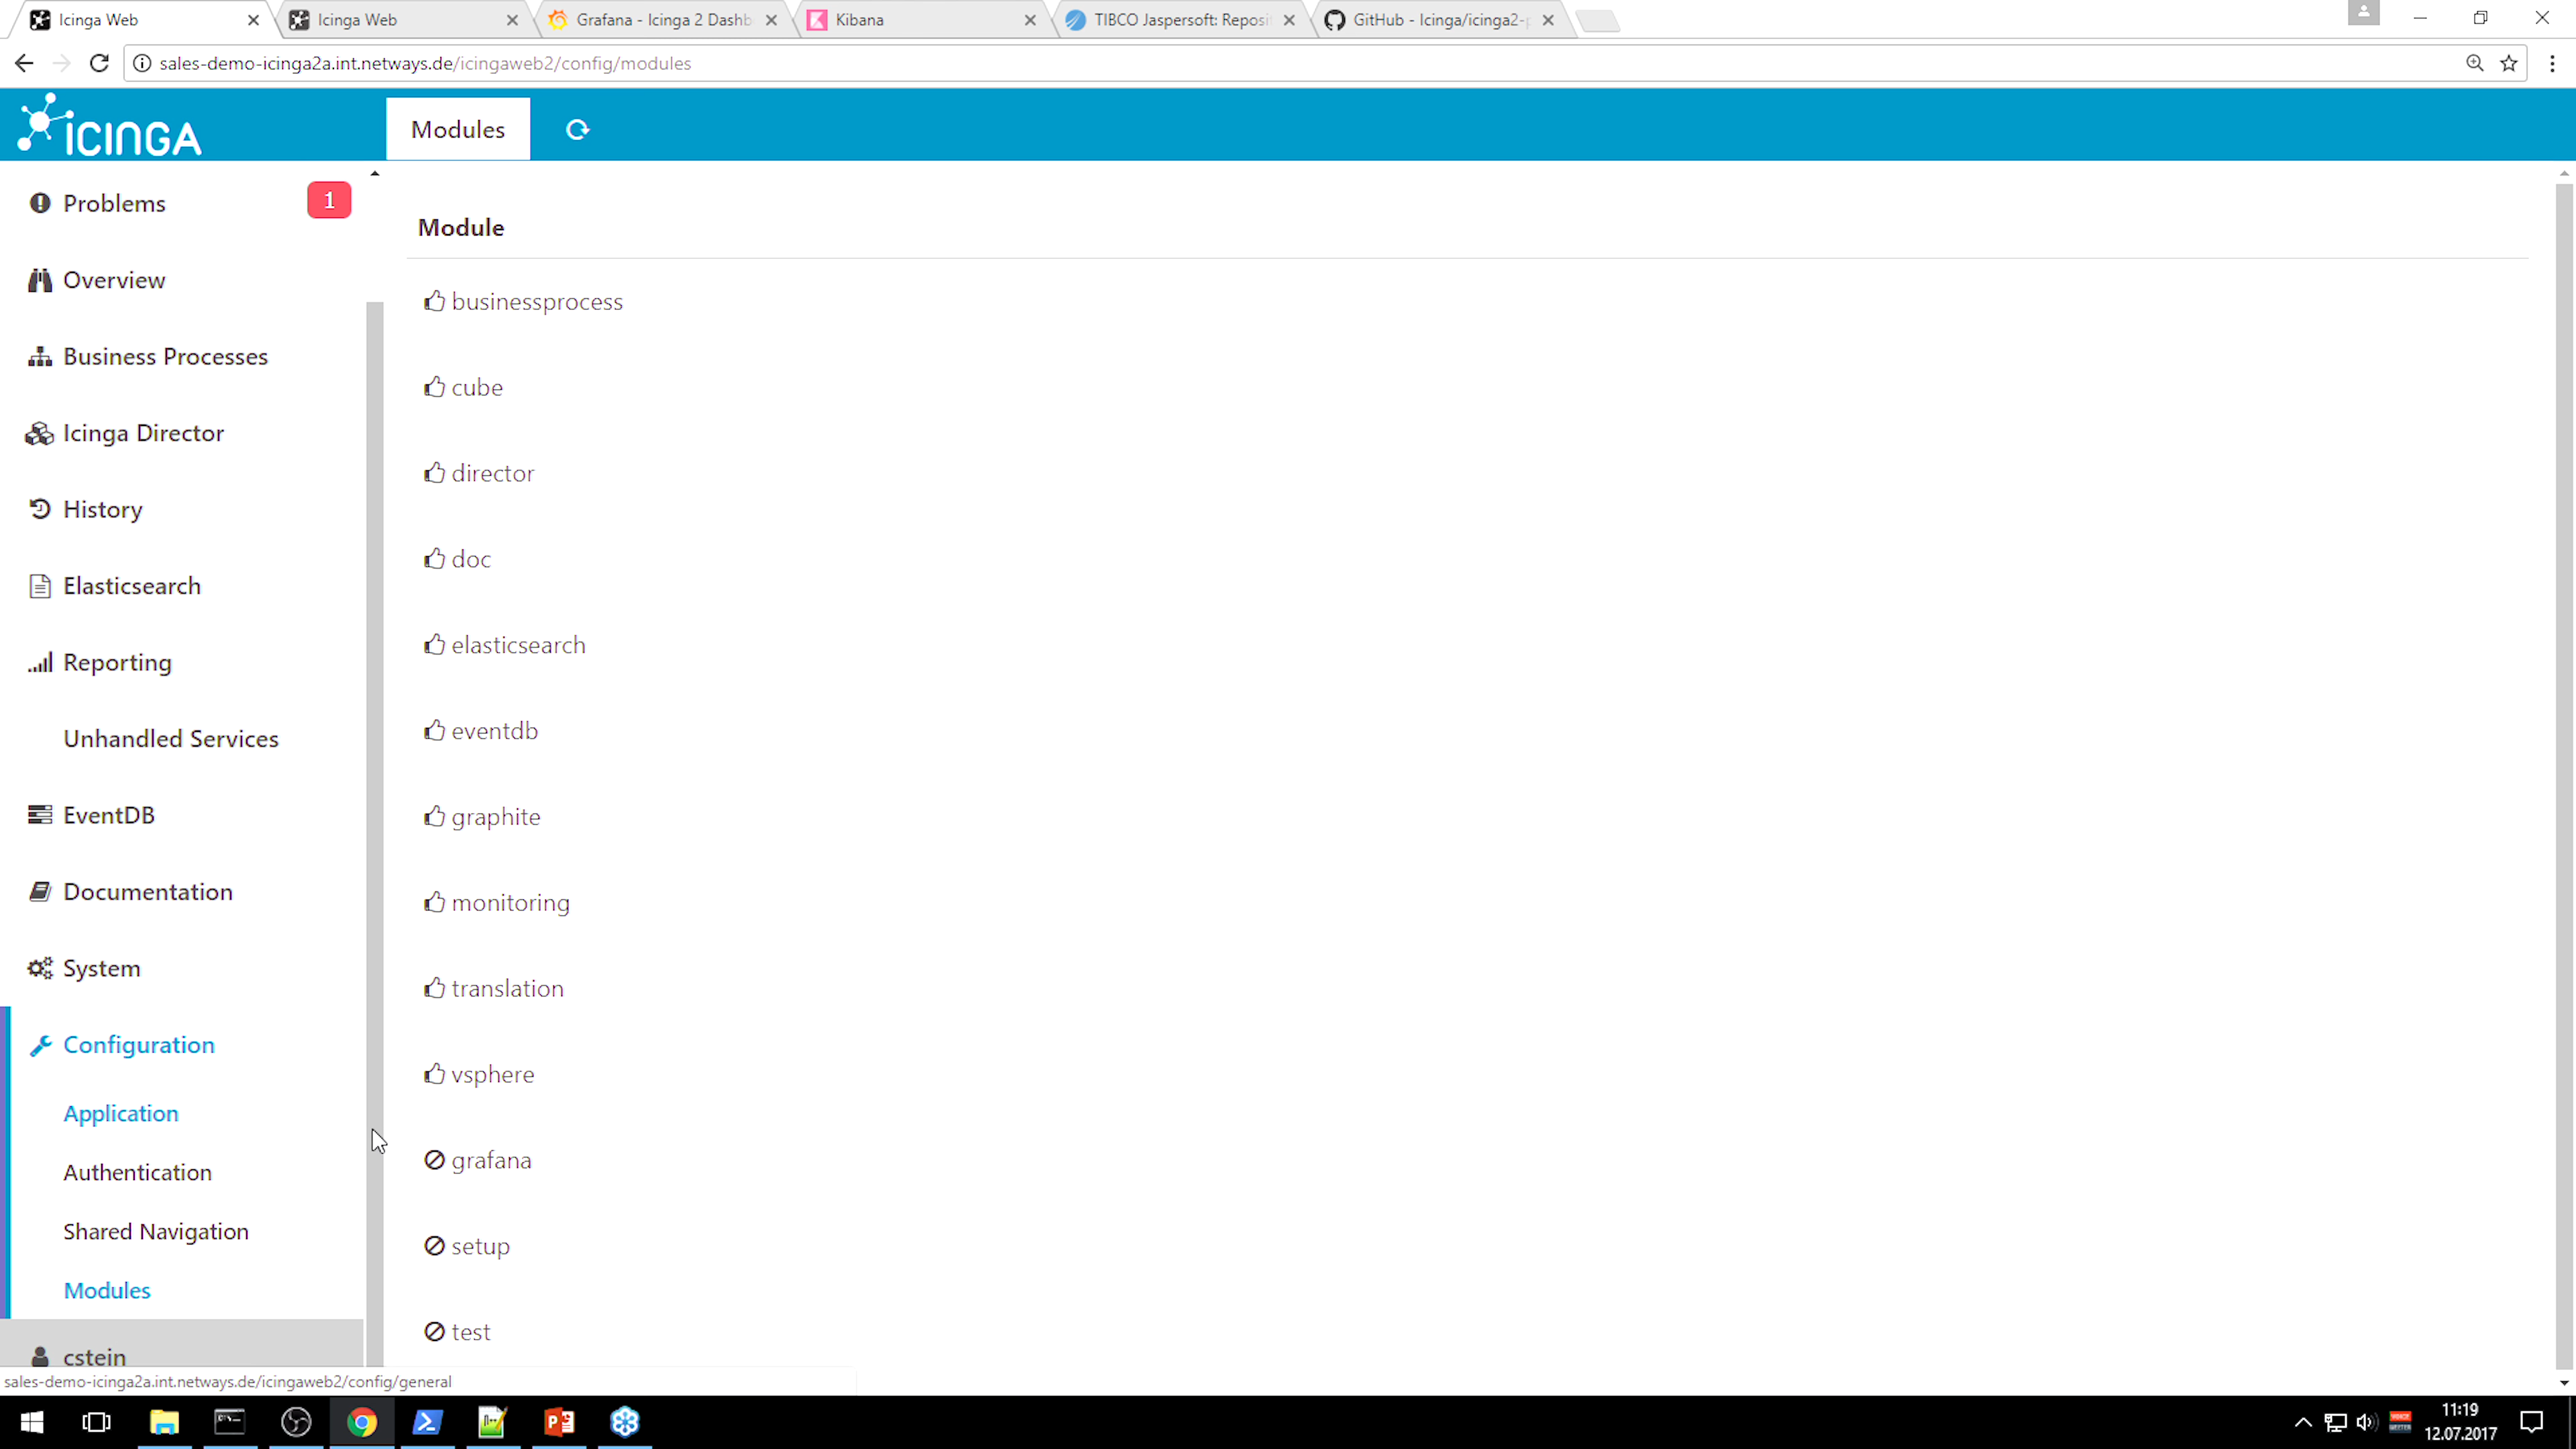 Icinga Web
Icinga Web
Grafana - Icinga 2 Dashb
Kibana
TIBCO Jaspersoft: Reposi
GitHub - Icinga/icinga2-p
sales-demo-icinga2a.int.netways.de/icingaweb2/config/modules
ICINGA
Modules
Problems
1
Overview
Business Processes
Icinga Director
History
Elasticsearch
Reporting
Unhandled Services
EventDB
Documentation
System
Configuration
Application
Authentication
Shared Navigation
Modules
cstein
Module
businessprocess
cube
director
doc
elasticsearch
eventdb
graphite
monitoring
translation
vsphere
grafana
setup
test
sales-demo-icinga2a.int.netways.de/icingaweb2/config/general
11:19
12.07.2017